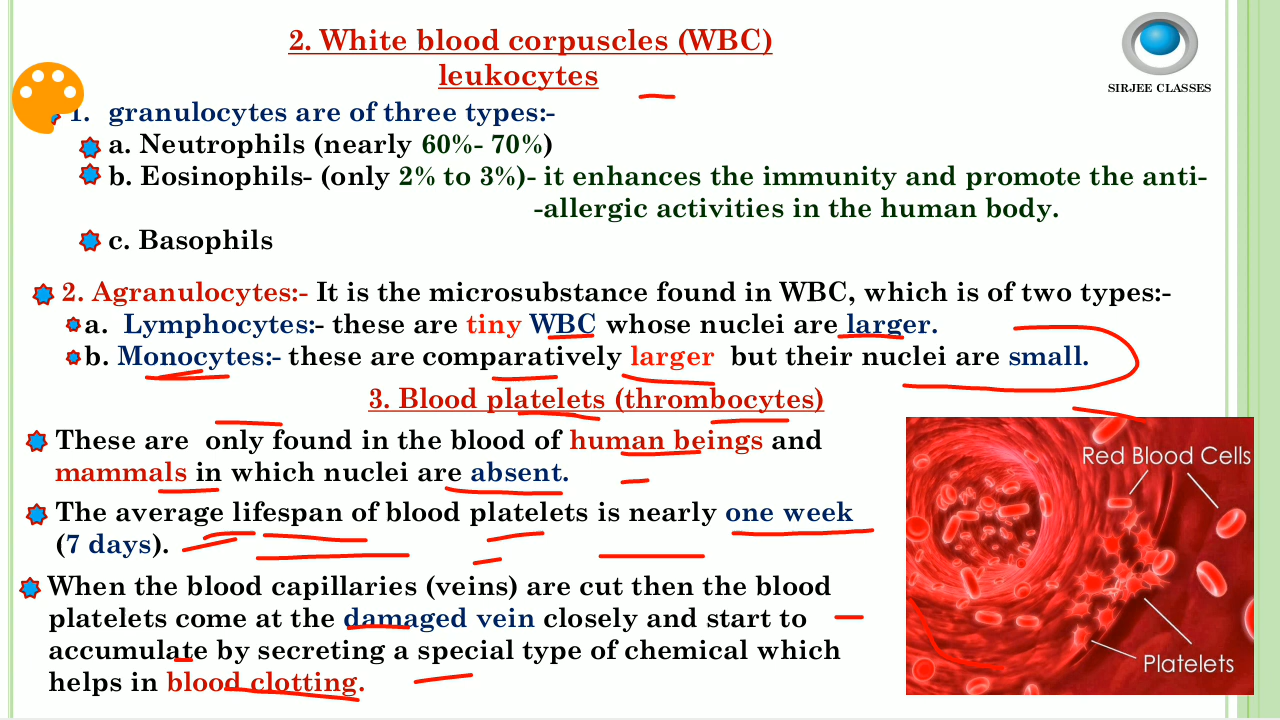 2. White blood corpuscles (WBC)
leukocytes
SIRJEE CLASSES
1. granulocytes are of three types:-
a. Neutrophils (nearly 60%- 70%)
b. Eosinophils- (only 2% to 3%)- it enhances the immunity and promote the anti-
-allergic activities in the human body.
c. Basophils
2. Agranulocytes:- It is the microsubstance found in WBC, which is of two types:-
a. Lymphocytes:- these are tiny WBC whose nuclei are larger.
b. Monocytes:- these are comparatively larger but their nuclei are small.
3. Blood platelets (thrombocytes)
These are only found in the blood of human beings and
mammals in which nuclei are absent.
The average lifespan of blood platelets is nearly one week
(7 days).
When the blood capillaries (veins) are cut then the blood
platelets come at the damaged vein closely and start to
accumulate by secreting a special type of chemical which
helps in blood clotting.
Red Blood Cells
Platelets